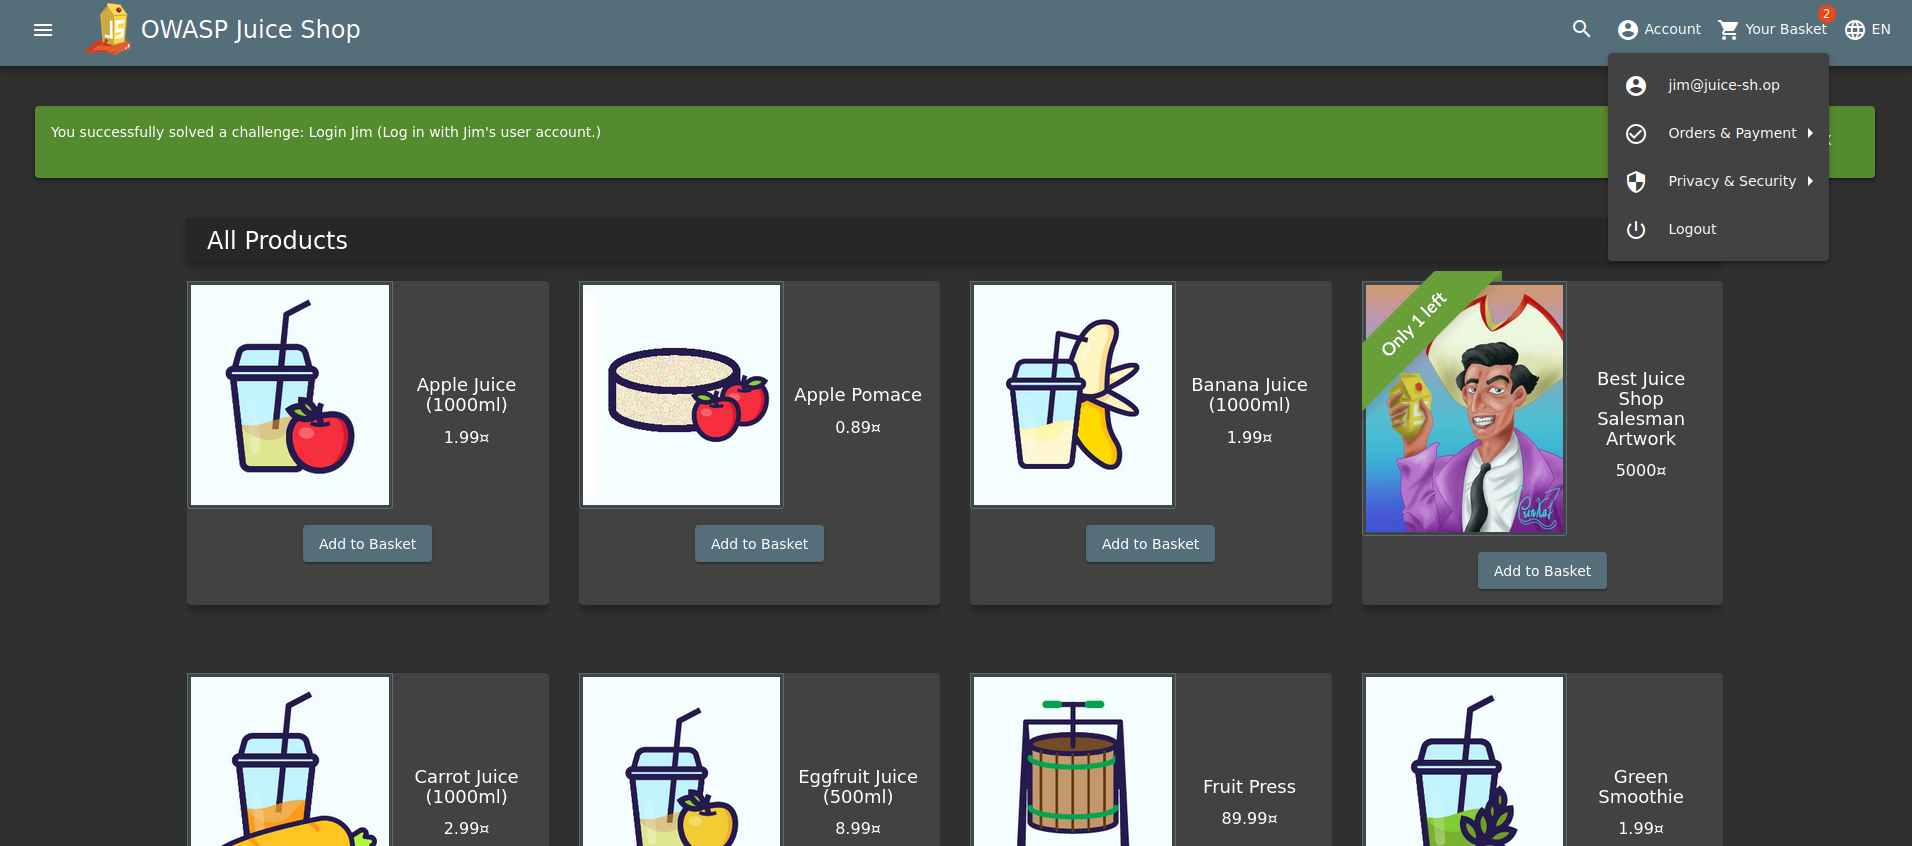 OWASP Juice Shop
Account
Your Basket
2
EN
jim@juice-sh.op
Orders & Payment
Privacy & Security
Logout
You successfully solved a challenge: Login Jim (Log in with Jim's user account.)
All Products
Apple Juice
(1000ml)
1.99¤
Add to Basket
Apple Pomace
0.89¤
Add to Basket
Banana Juice
(1000ml)
1.99¤
Add to Basket
Only 1 left
Best Juice
Shop
Salesman
Artwork
5000¤
Add to Basket
Carrot Juice
(1000ml)
2.99¤
Eggfruit Juice
(500ml)
8.99¤
Fruit Press
89.99¤
Green
Smoothie
1.99¤